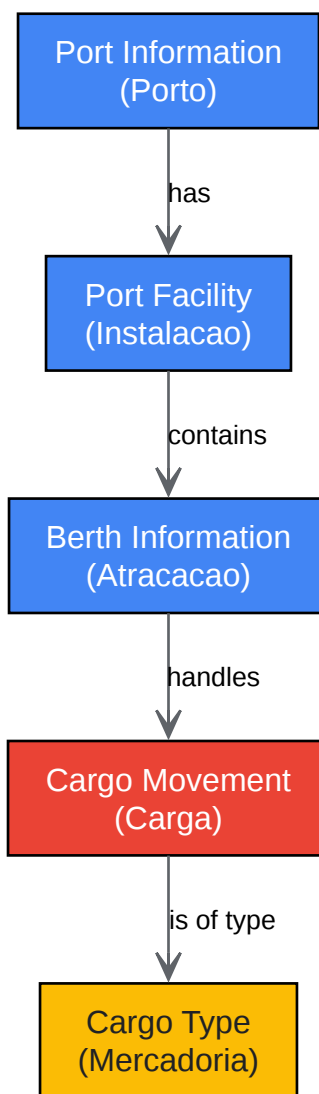 Port Information
(Porto)
has
Port Facility
(Instalacao)
contains
Berth Information
(Atracacao)
handles
Cargo Movement
(Carga)
is of type
Cargo Type
(Mercadoria)